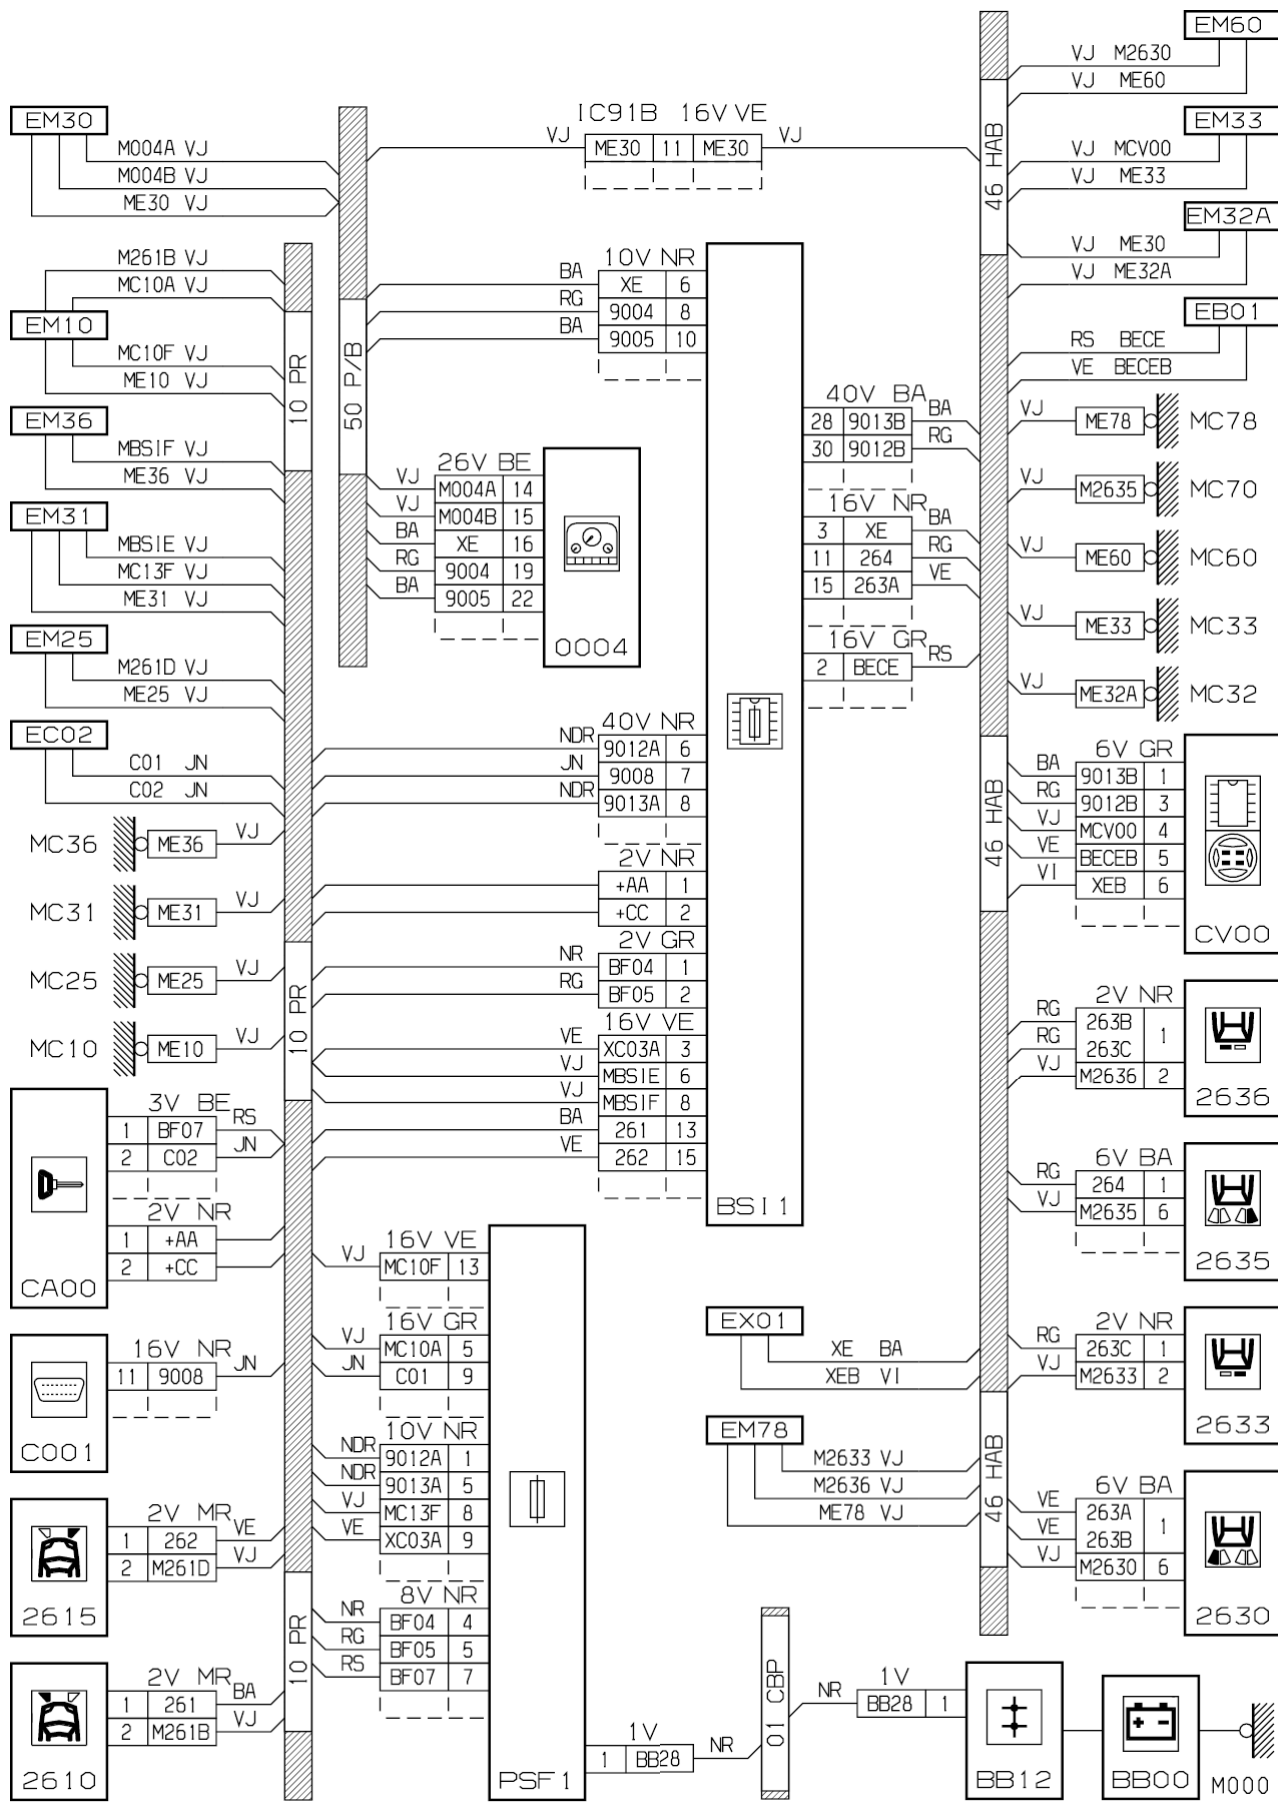 EM30
M004A VJ
M004B VJ
ME30 VJ
M261B VJ
MC10A VJ
EM10
MC10F VJ
ME10 VJ
EM36
MBSIF VJ
ME36 VJ
EM31
MBSIE VJ
MC13F VJ
ME31 VJ
EM25
M261D VJ
ME25 VJ
EC02
C01 JN
C02 JN
MC36 ME36 VJ
MC31 ME31 VJ
MC25 ME25 VJ
MC10 ME10 VJ
3V BE
1 BF07 RS
2 C02 JN
2V NR
1 +AA
2 +CC
CA00
16V NR
11 9008 JN
C001
2V MR
1 262 VE
2 M261D VJ
2615
2V MR
1 261 BA
2 M261B VJ
2610
10 PR
10 PR
10 PR
50 P/B
IC91B 16V VE
VJ ME30 11 ME30 VJ
10V NR
BA XE 6
RG 9004 8
BA 9005 10
26V BE
VJ M004A 14
VJ M004B 15
BA XE 16
RG 9004 19
BA 9005 22
0004
40V NR
NDR 9012A 6
JN 9008 7
NDR 9013A 8
2V NR
+AA 1
+CC 2
2V GR
NR BF04 1
RG BF05 2
16V VE
VE XC03A 3
VJ MBSIE 6
VJ MBSIF 8
BA 261 13
VE 262 15
BSI1
40V BA
28 9013B BA
30 9012B RG
16V NR
3 XE BA
11 264 RG
15 263A VE
16V GR
2 BECE RS
16V VE
VJ MC10F 13
16V GR
VJ MC10A 5
JN C01 9
10V NR
NDR 9012A 1
NDR 9013A 5
VJ MC13F 8
VE XC03A 9
8V NR
NR BF04 4
RG BF05 5
RS BF07 7
PSF1
1V
1 BB28 NR
01 CBP
1V
NR BB28 1
BB12
BB00
M000
EX01
XE BA
XEB VI
EM78
M2633 VJ
M2636 VJ
ME78 VJ
46 HAB
46 HAB
46 HAB
EM60
VJ M2630
VJ ME60
EM33
VJ MCV00
VJ ME33
EM32A
VJ ME30
VJ ME32A
EB01
RS BECE
VE BECEB
VJ ME78 MC78
VJ M2635 MC70
VJ ME60 MC60
VJ ME33 MC33
VJ ME32A MC32
6V GR
BA 9013B 1
RG 9012B 3
VJ MCV00 4
VE BECEB 5
VI XEB 6
CV00
2V NR
RG 263B 1
RG 263C
VJ M2636 2
2636
6V BA
RG 264 1
VJ M2635 6
2635
2V NR
RG 263C 1
VJ M2633 2
2633
6V BA
VE 263A 1
VE 263B
VJ M2630 6
2630